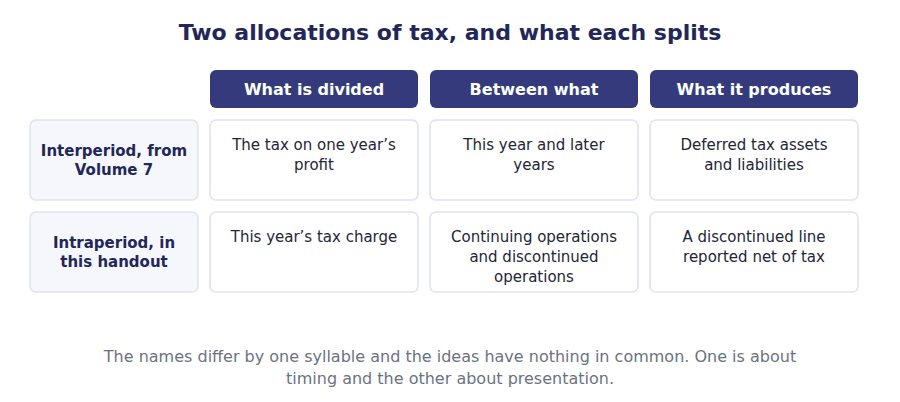 Two allocations of tax, and what each splits
What is divided
Between what
What it produces
Interperiod, from
Volume 7
The tax on one year’s
profit
This year and later
years
Deferred tax assets
and liabilities
Intraperiod, in
this handout
This year’s tax charge
Continuing operations
and discontinued
operations
A discontinued line
reported net of tax
The names differ by one syllable and the ideas have nothing in common. One is about
timing and the other about presentation.